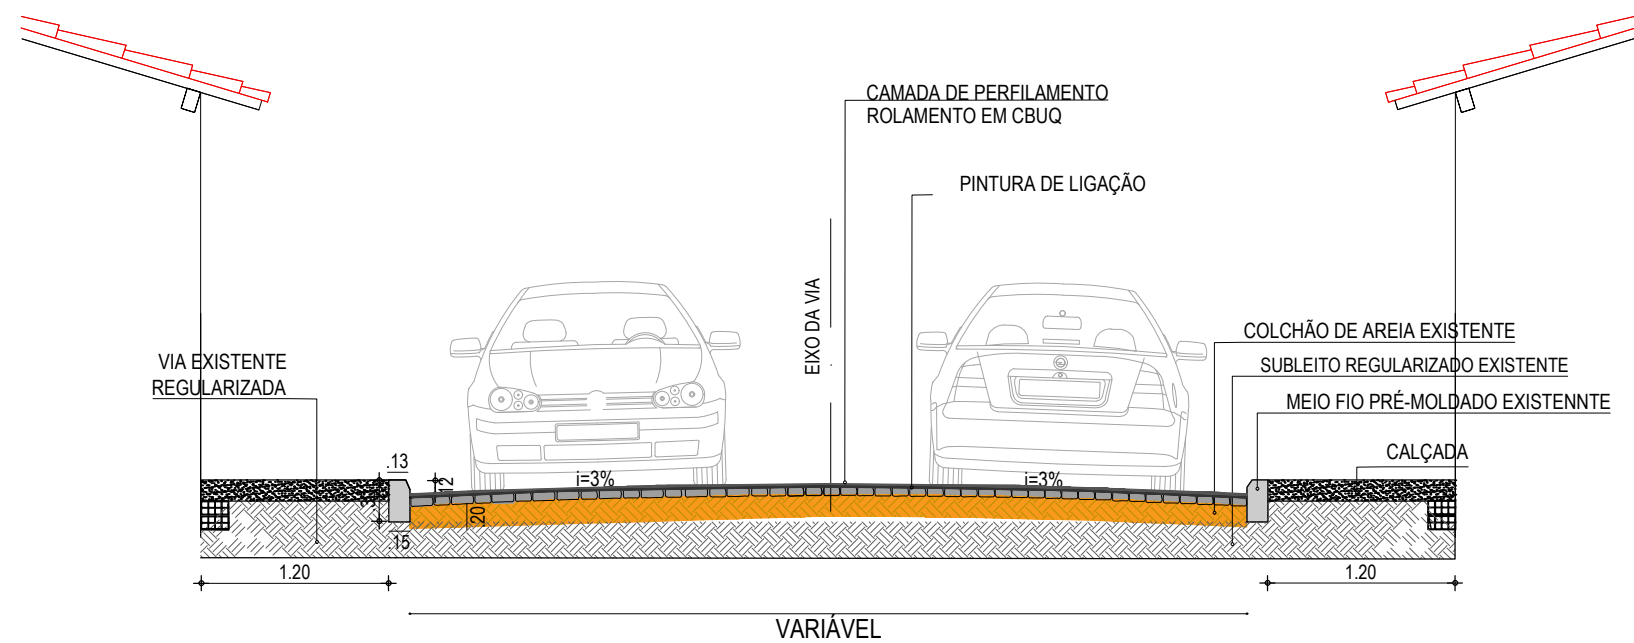 CAMADA DE PERFILAMENTO
ROLAMENTO EM CBUQ
PINTURA DE LIGAÇÃO
EIXO DA VIA
COLCHÃO DE AREIA EXISTENTE
VIA EXISTENTE
REGULARIZADA
SUBLEITO REGULARIZADO EXISTENTE
MEIO FIO PRÉ-MOLDADO EXISTENNTE
CALÇADA
.13
12
i=3%
i=3%
.20
.15
1.20
1.20
VARIÁVEL